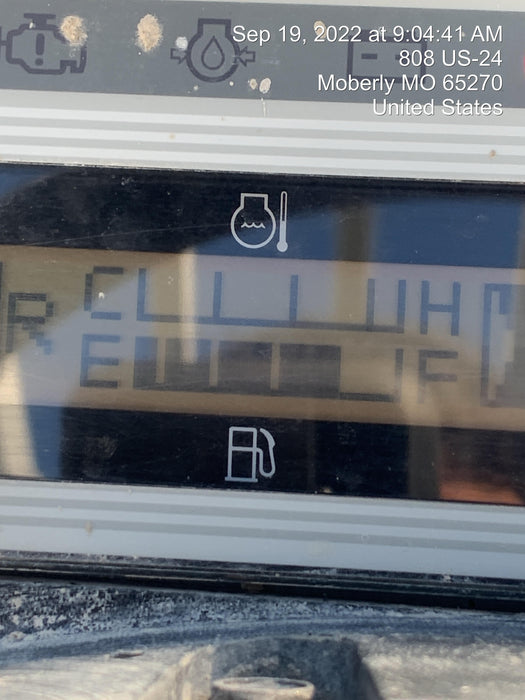 Sep 19, 2022 at 9:04:41 AM
808 US-24
Moberly MO 65270
United States
C H
R
E F